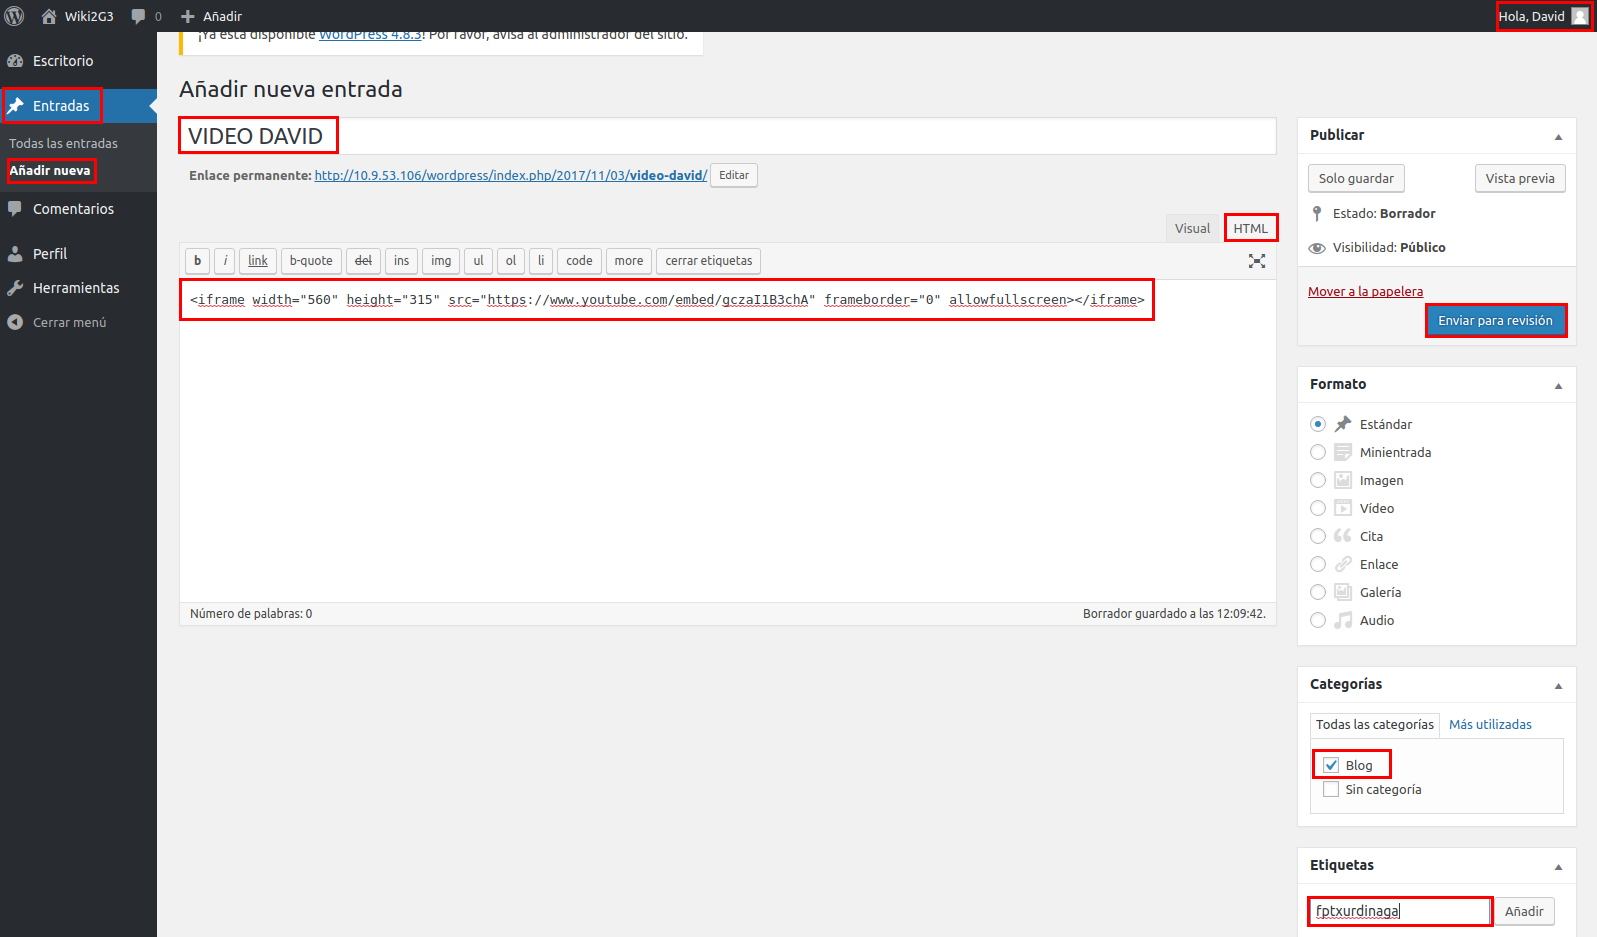 Wiki2G3
0
Añadir
Hola, David
Escritorio
Entradas
Todas las entradas
Añadir nueva
Comentarios
Perfil
Herramientas
Cerrar menú
¡Ya está disponible WordPress 4.8.3! Por favor, avisa al administrador del sitio.
Añadir nueva entrada
VIDEO DAVID
Enlace permanente: http://10.9.53.106/wordpress/index.php/2017/11/03/video-david/ Editar
Visual HTML
b i link b-quote del ins img ul ol li code more cerrar etiquetas
<iframe width="560" height="315" src="https://www.youtube.com/embed/gczaI1B3chA" frameborder="0" allowfullscreen></iframe>
Número de palabras: 0
Borrador guardado a las 12:09:42.
Publicar
Solo guardar Vista previa
Estado: Borrador
Visibilidad: Público
Mover a la papelera
Enviar para revisión
Formato
Estándar
Minientrada
Imagen
Vídeo
Cita
Enlace
Galería
Audio
Categorías
Todas las categorías Más utilizadas
Blog
Sin categoría
Etiquetas
fptxurdinaga Añadir